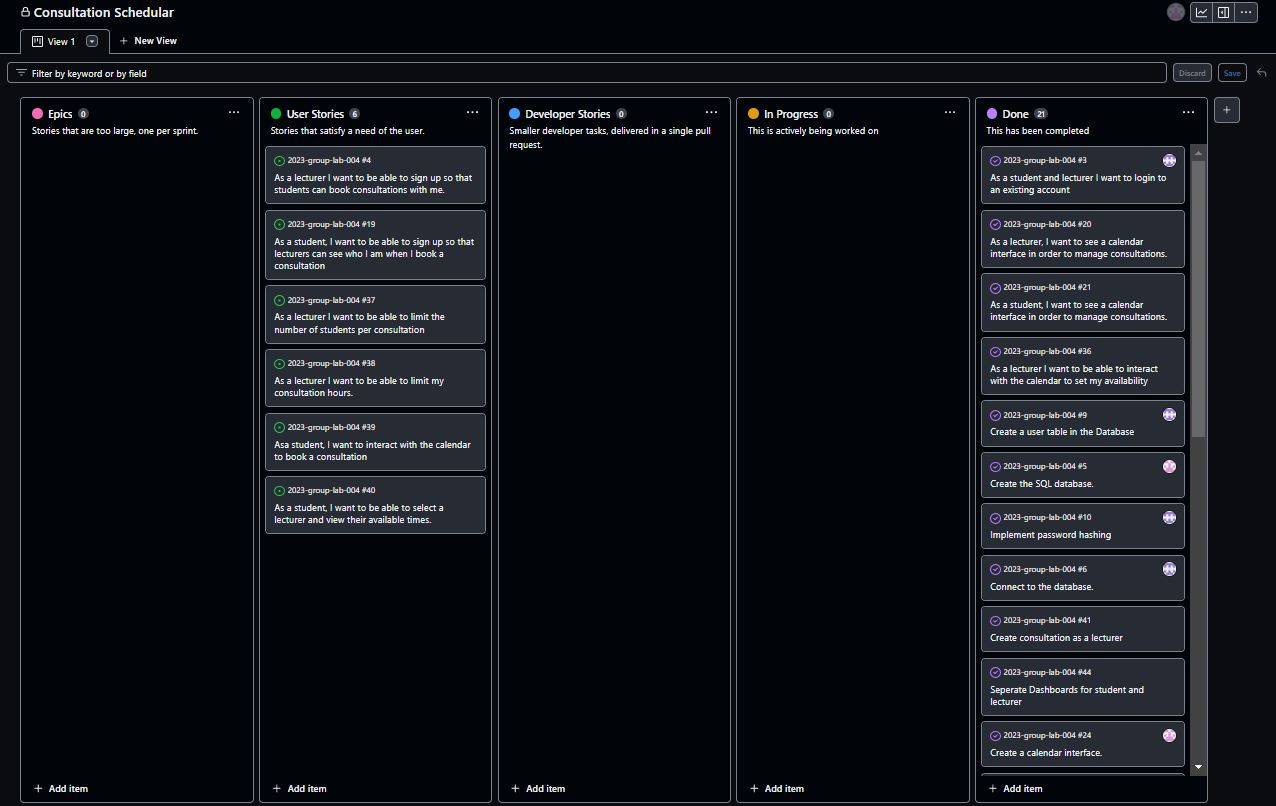 Consultation Schedular
View 1
New View
Filter by keyword or by field
Discard
Save
Epics 0
Stories that are too large, one per sprint.
Add item
User Stories 6
Stories that satisfy a need of the user.
2023-group-lab-004 #4
As a lecturer I want to be able to sign up so that
students can book consultations with me.
2023-group-lab-004 #19
As a student, I want to be able to sign up so that
lecturers can see who I am when I book a
consultation
2023-group-lab-004 #37
As a lecturer I want to be able to limit the
number of students per consultation
2023-group-lab-004 #38
As a lecturer I want to be able to limit my
consultation hours.
2023-group-lab-004 #39
Asa student, I want to interact with the calendar
to book a consultation
2023-group-lab-004 #40
As a student, I want to be able to select a
lecturer and view their available times.
Add item
Developer Stories 0
Smaller developer tasks, delivered in a single pull
request.
Add item
In Progress 0
This is actively being worked on
Add item
Done 21
This has been completed
2023-group-lab-004 #3
As a student and lecturer I want to login to
an existing account
2023-group-lab-004 #20
As a lecturer, I want to see a calendar
interface in order to manage consultations.
2023-group-lab-004 #21
As a student, I want to see a calendar
interface in order to manage consultations.
2023-group-lab-004 #36
As a lecturer I want to be able to interact
with the calendar to set my availability
2023-group-lab-004 #9
Create a user table in the Database
2023-group-lab-004 #5
Create the SQL database.
2023-group-lab-004 #10
Implement password hashing
2023-group-lab-004 #6
Connect to the database.
2023-group-lab-004 #41
Create consultation as a lecturer
2023-group-lab-004 #44
Seperate Dashboards for student and
lecturer
2023-group-lab-004 #24
Create a calendar interface.
Add item